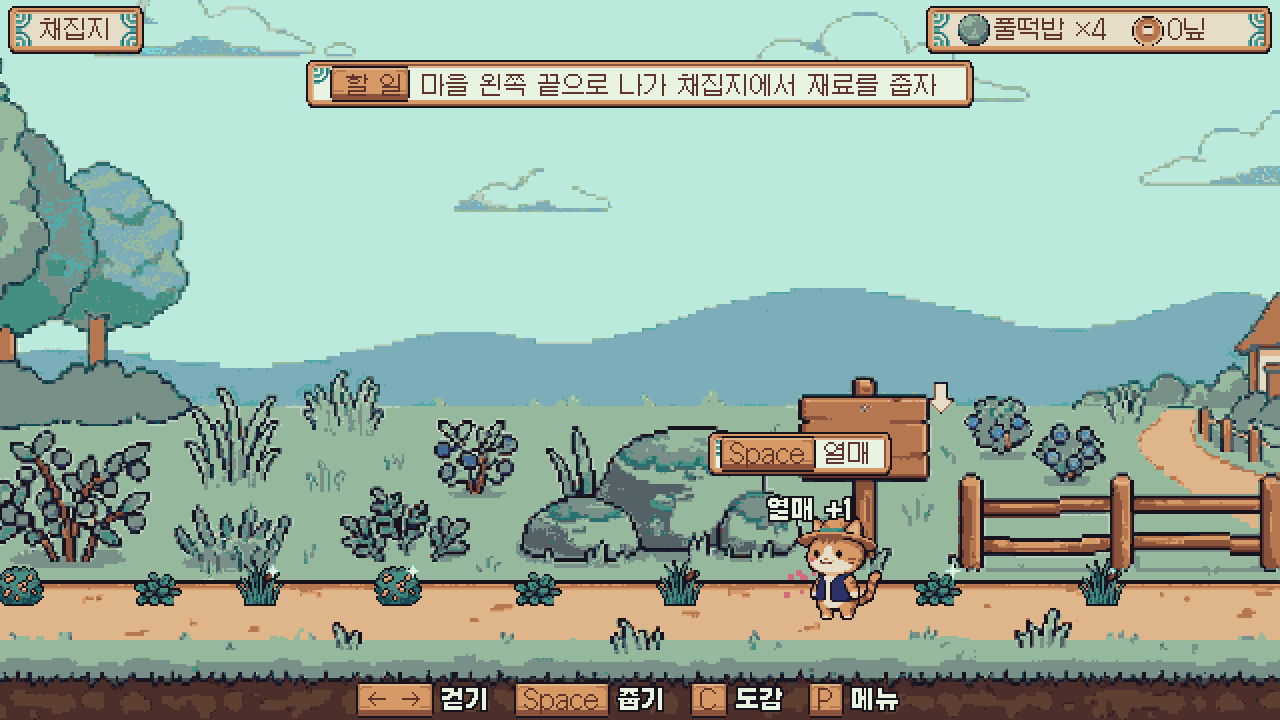 채집지
풀떡밥 ×4 0닢
할 일 마을 왼쪽 끝으로 나가 채집지에서 재료를 줍자
Space 열매
열매 +1
← → 걷기 Space 줍기 C 도감 P 메뉴